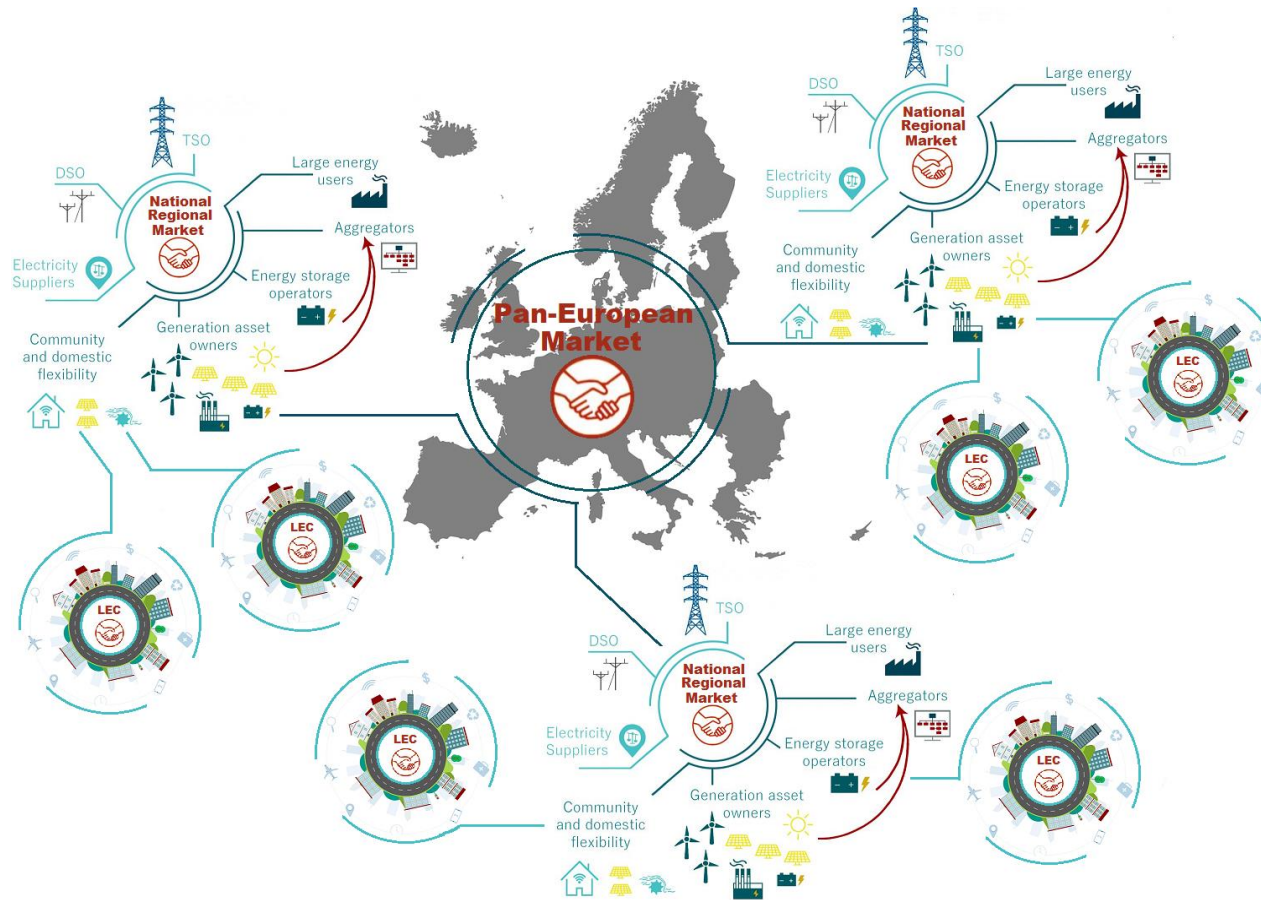 TSO
DSO
National
Regional
Market
Large energy
users
Aggregators
Electricity
Suppliers
Energy storage
operators
Community
and domestic
flexibility
Generation asset
owners
LEC
LEC
Pan-European
Market
TSO
DSO
National
Regional
Market
Large energy
users
Aggregators
Electricity
Suppliers
Energy storage
operators
Community
and domestic
flexibility
Generation asset
owners
LEC
LEC
TSO
DSO
National
Regional
Market
Large energy
users
Aggregators
Electricity
Suppliers
Energy storage
operators
Community
and domestic
flexibility
Generation asset
owners
LEC
LEC